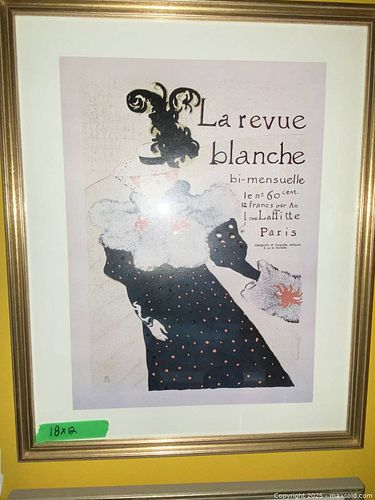 La revue
blanche
bi-mensuelle
le nº 60 cent.
12 francs par An
1 rue Laffitte
Paris
18x12
Copyright 2025 - maxsold.com